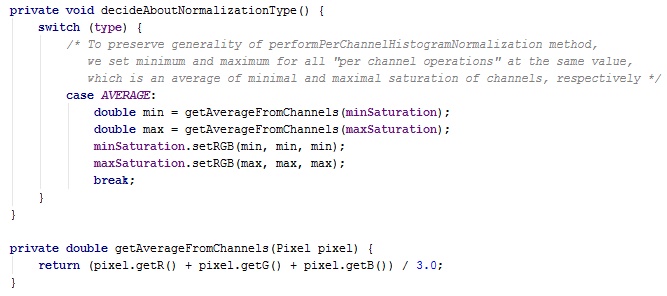 private void decideAboutNormalizationType() {
    switch (type) {
        /* To preserve generality of performPerChannelHistogramNormalization method,
           we set minimum and maximum for all "per channel operations" at the same value,
           which is an average of minimal and maximal saturation of channels, respectively */
        case AVERAGE:
            double min = getAverageFromChannels(minSaturation);
            double max = getAverageFromChannels(maxSaturation);
            minSaturation.setRGB(min, min, min);
            maxSaturation.setRGB(max, max, max);
            break;
    }
}

private double getAverageFromChannels(Pixel pixel) {
    return (pixel.getR() + pixel.getG() + pixel.getB()) / 3.0;
}